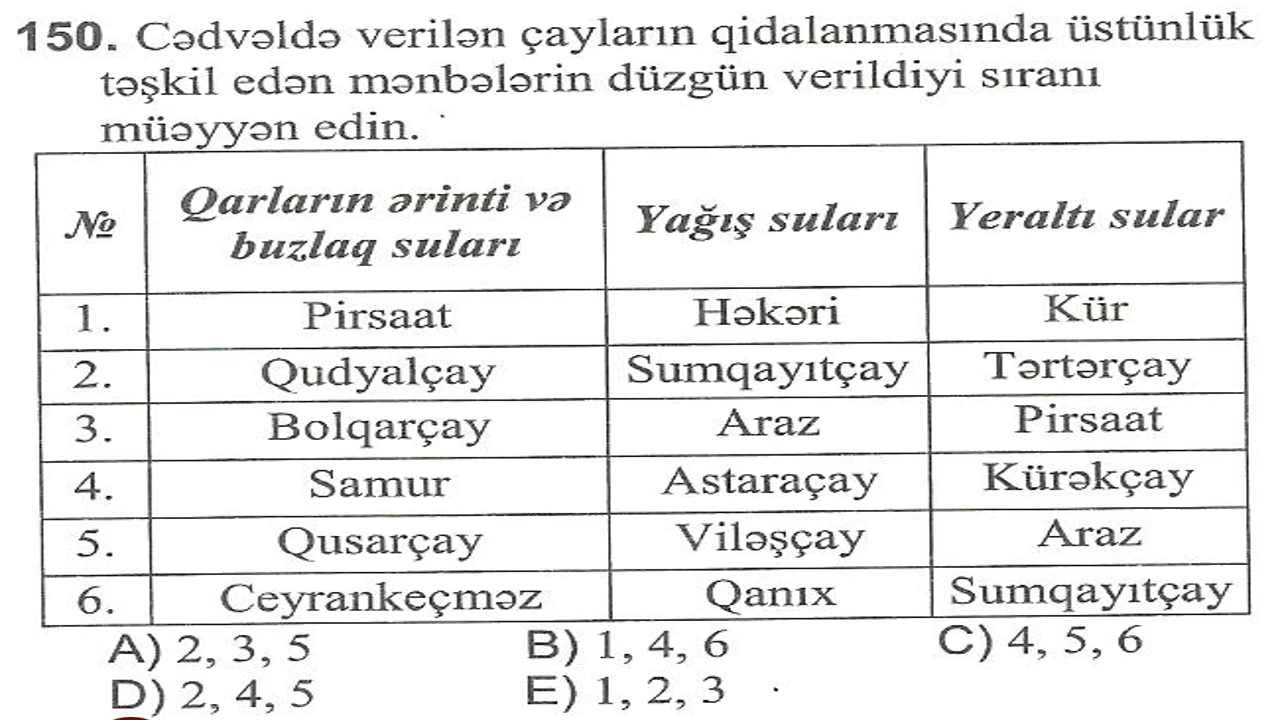 150. Cədvəldə verilən çayların qidalanmasında üstünlük
təşkil edən mənbələrin düzgün verildiyi sıranı
müəyyən edin.
№ Qarların ərinti və buzlaq suları Yağış suları Yeraltı sular
1. Pirsaat Həkəri Kür
2. Qudyalçay Sumqayıtçay Tərtərçay
3. Bolqarçay Araz Pirsaat
4. Samur Astaraçay Kürəkçay
5. Qusarçay Viləşçay Araz
6. Ceyrankeçməz Qanıx Sumqayıtçay
A) 2, 3, 5 B) 1, 4, 6 C) 4, 5, 6
D) 2, 4, 5 E) 1, 2, 3